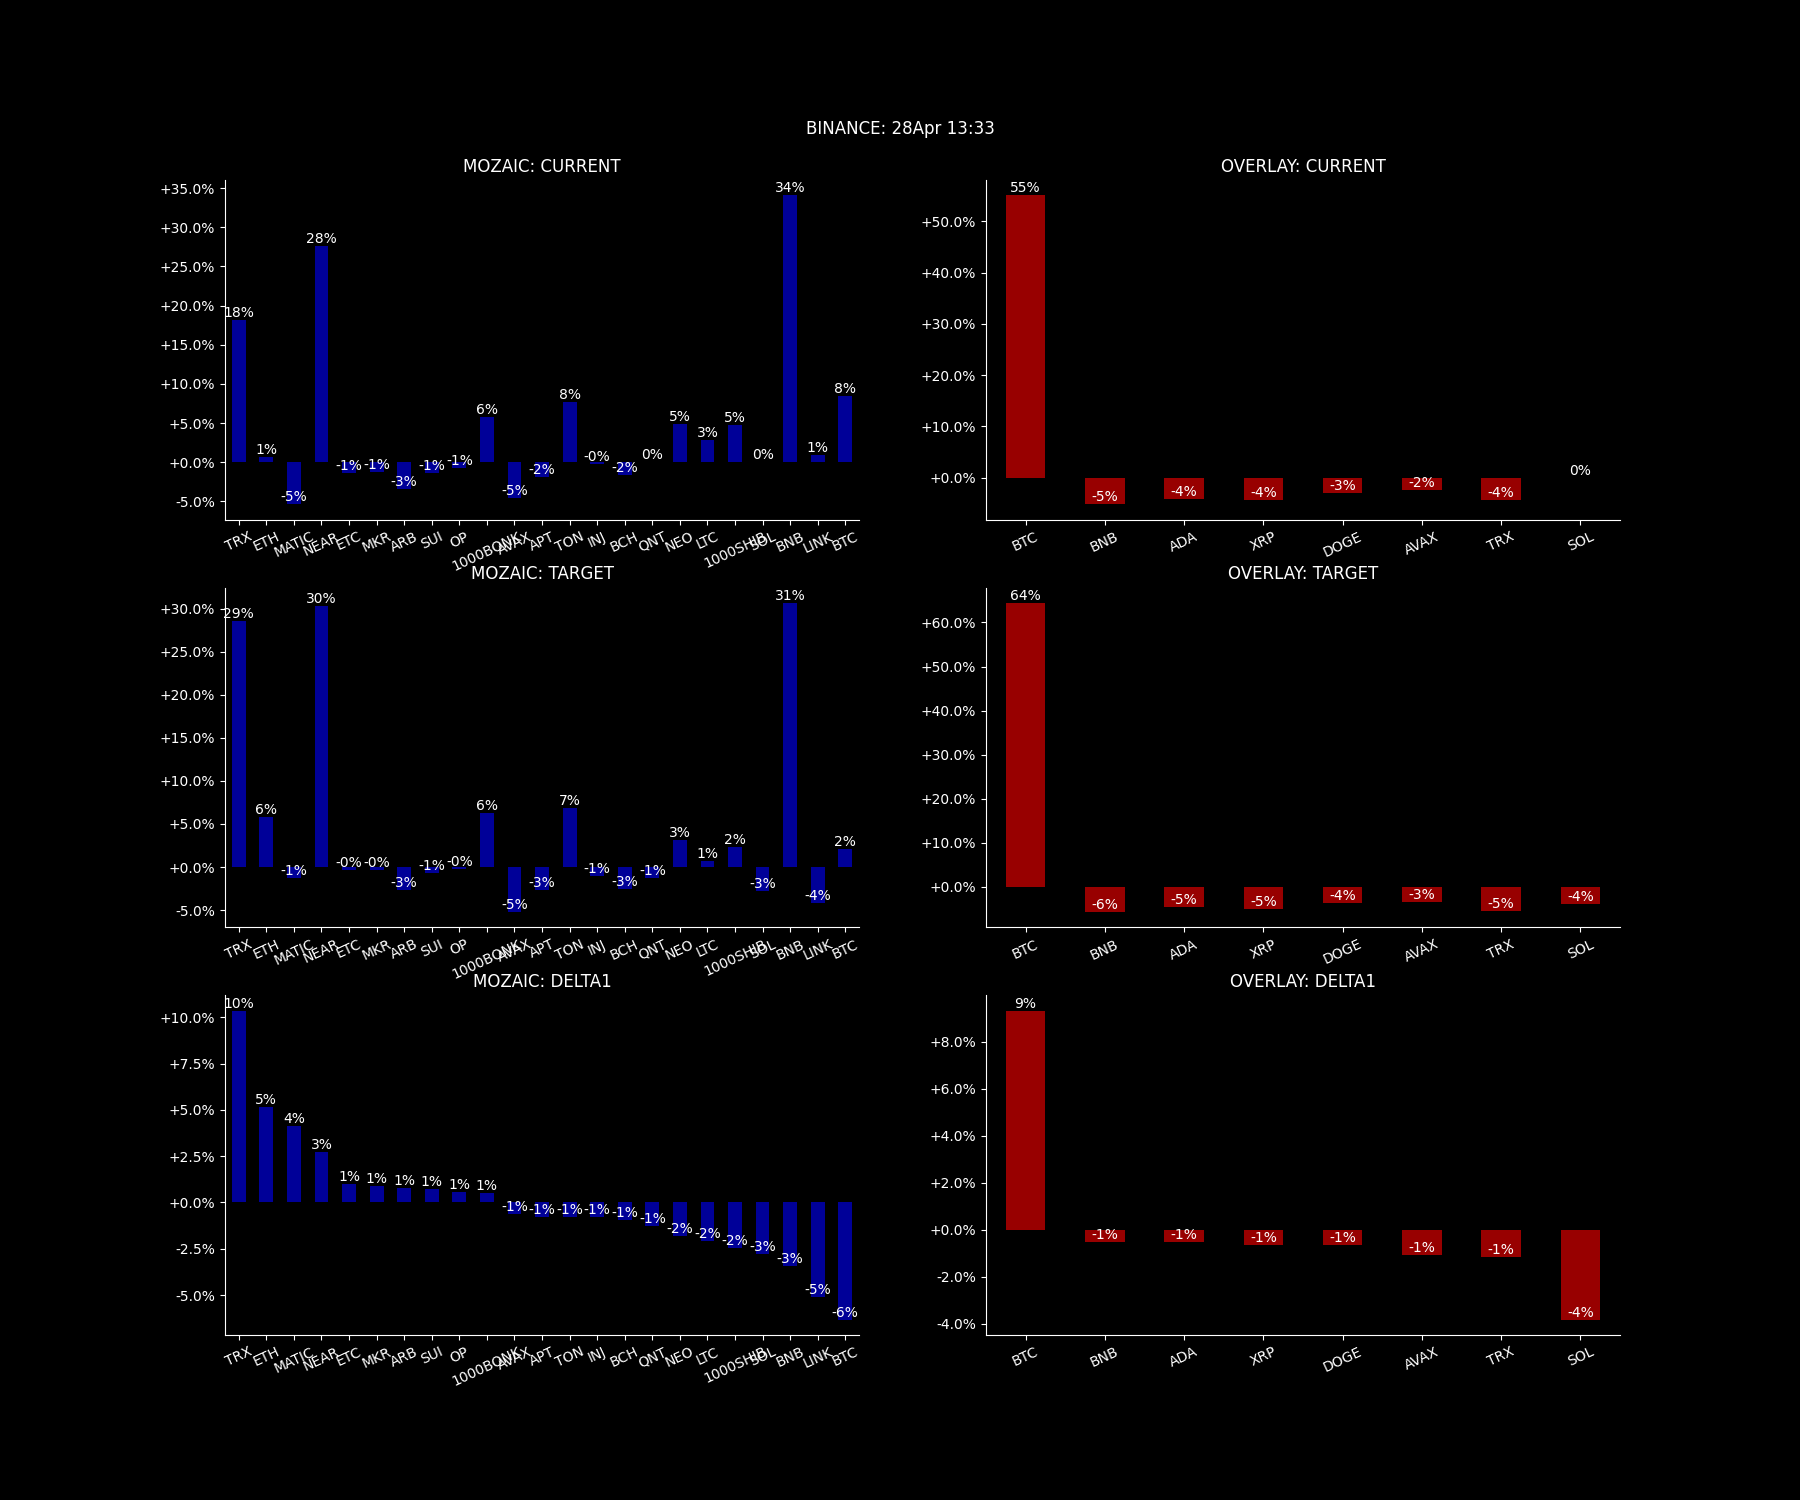 BINANCE: 28Apr 13:33
MOZAIC: CURRENT
+35.0%
+30.0%
+25.0%
+20.0%
+15.0%
+10.0%
+5.0%
+0.0%
-5.0%
18% 1% -5% 28% -1% -1% -3% -1% -1% 6% -5% -2% 8% -0% -2% 0% 5% 3% 5% 0% 34% 1% 8%
TRX ETH MATIC NEAR ETC MKR ARB SUI OP 1000BONK AVAX APT TON INJ BCH QNT NEO LTC 1000SHIB SOL BNB LINK BTC
OVERLAY: CURRENT
+50.0%
+40.0%
+30.0%
+20.0%
+10.0%
+0.0%
55% -5% -4% -4% -3% -2% -4% 0%
BTC BNB ADA XRP DOGE AVAX TRX SOL
MOZAIC: TARGET
+30.0%
+25.0%
+20.0%
+15.0%
+10.0%
+5.0%
+0.0%
-5.0%
29% 6% -1% 30% -0% -0% -3% -1% -0% 6% -5% -3% 7% -1% -3% -1% 3% 1% 2% -3% 31% -4% 2%
TRX ETH MATIC NEAR ETC MKR ARB SUI OP 1000BONK AVAX APT TON INJ BCH QNT NEO LTC 1000SHIB SOL BNB LINK BTC
OVERLAY: TARGET
+60.0%
+50.0%
+40.0%
+30.0%
+20.0%
+10.0%
+0.0%
64% -6% -5% -5% -4% -3% -5% -4%
BTC BNB ADA XRP DOGE AVAX TRX SOL
MOZAIC: DELTA1
+10.0%
+7.5%
+5.0%
+2.5%
+0.0%
-2.5%
-5.0%
10% 5% 4% 3% 1% 1% 1% 1% 1% 1% -1% -1% -1% -1% -1% -1% -2% -2% -2% -3% -3% -5% -6%
TRX ETH MATIC NEAR ETC MKR ARB SUI OP 1000BONK AVAX APT TON INJ BCH QNT NEO LTC 1000SHIB SOL BNB LINK BTC
OVERLAY: DELTA1
+8.0%
+6.0%
+4.0%
+2.0%
+0.0%
-2.0%
-4.0%
9% -1% -1% -1% -1% -1% -1% -4%
BTC BNB ADA XRP DOGE AVAX TRX SOL